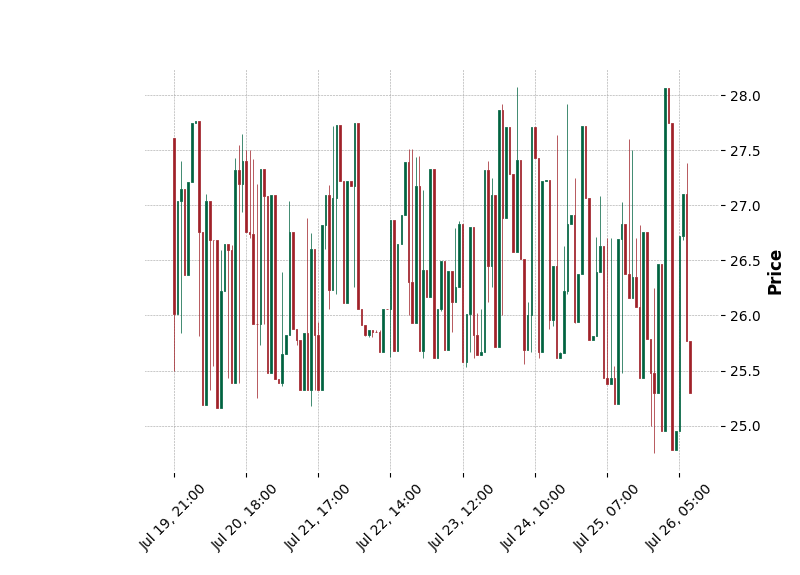 28.0
27.5
27.0
26.5
26.0
25.5
25.0
Price
Jul 19, 21:00
Jul 20, 18:00
Jul 21, 17:00
Jul 22, 14:00
Jul 23, 12:00
Jul 24, 10:00
Jul 25, 07:00
Jul 26, 05:00